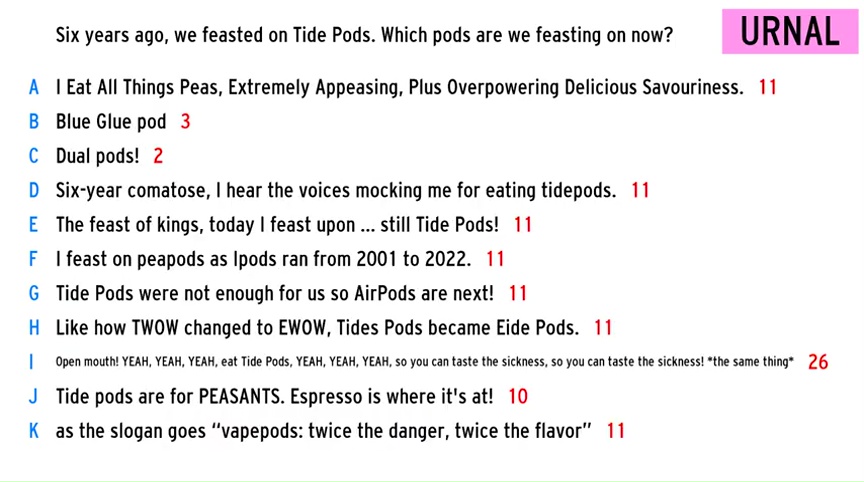 Six years ago, we feasted on Tide Pods. Which pods are we feasting on now?
URNAL
A I Eat All Things Peas, Extremely Appeasing, Plus Overpowering Delicious Savouriness. 11
B Blue Glue pod 3
C Dual pods! 2
D Six-year comatose, I hear the voices mocking me for eating tidepods. 11
E The feast of kings, today I feast upon ... still Tide Pods! 11
F I feast on peapods as Ipods ran from 2001 to 2022. 11
G Tide Pods were not enough for us so AirPods are next! 11
H Like how TWOW changed to EWOW, Tides Pods became Eide Pods. 11
I Open mouth! YEAH, YEAH, YEAH, eat Tide Pods, YEAH, YEAH, YEAH, so you can taste the sickness, so you can taste the sickness! *the same thing* 26
J Tide pods are for PEASANTS. Espresso is where it's at! 10
K as the slogan goes “vapepods: twice the danger, twice the flavor” 11